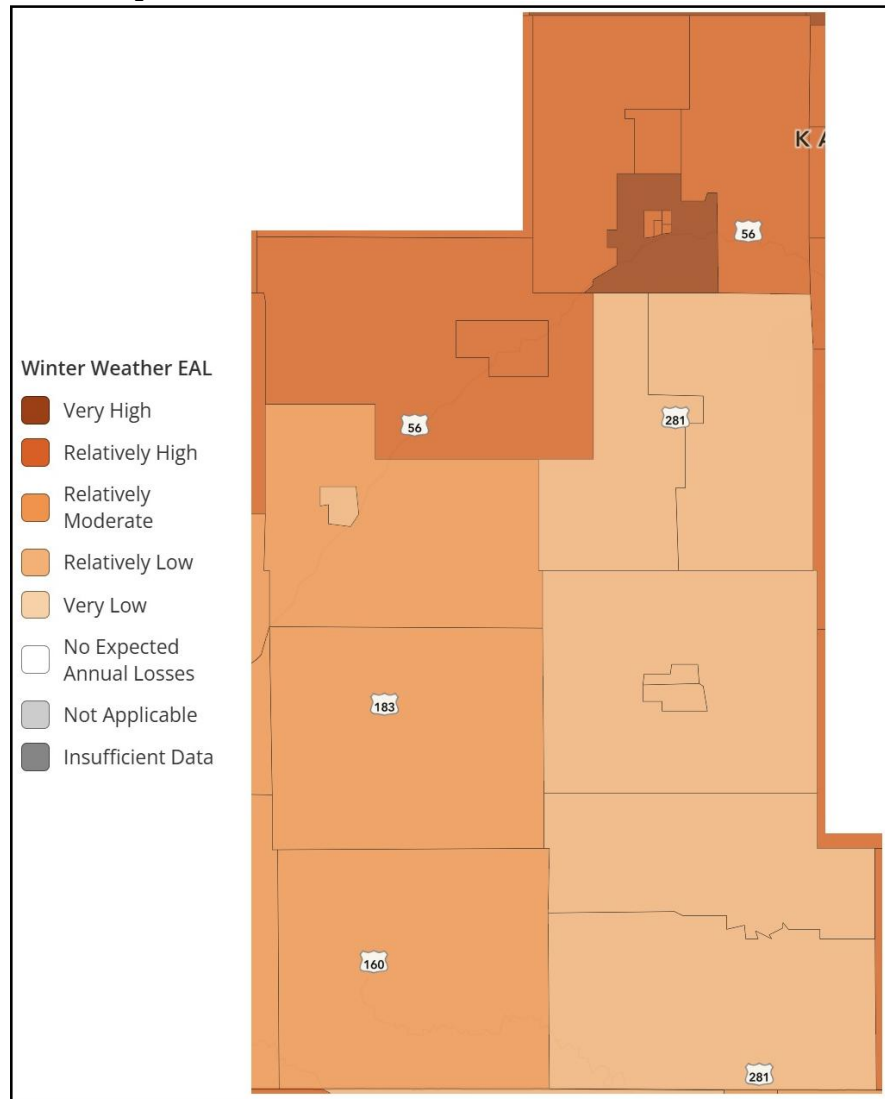 K A
56
Winter Weather EAL
Very High
Relatively High
Relatively
Moderate
Relatively Low
Very Low
No Expected
Annual Losses
Not Applicable
Insufficient Data
281
56
183
160
281